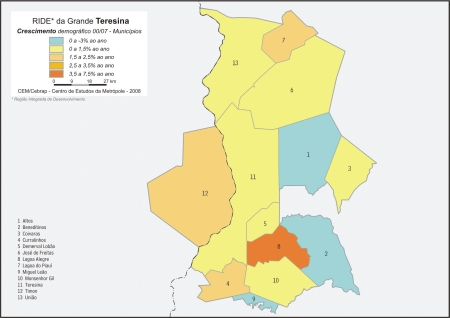 RIDE* da Grande Teresina
Crescimento demográfico 00/07 - Municípios
0 a -3% ao ano
0 a 1,5% ao ano
1,5 a 2,5% ao ano
2,5 a 3,5% ao ano
3,5 a 7,5% ao ano
0 9 18 27 km
CEM/Cebrap - Centro de Estudos da Metrópole - 2008
* Região Integrada de Desenvolvimento
7
13
6
1
3
11
12
5
8
2
4
10
9
1 Altos
2 Beneditinos
3 Coivaras
4 Curralinhos
5 Demerval Lobão
6 José de Freitas
8 Lagoa Alegre
7 Lagoa do Piauí
9 Miguel Leão
10 Monsenhor Gil
11 Teresina
12 Timon
13 União